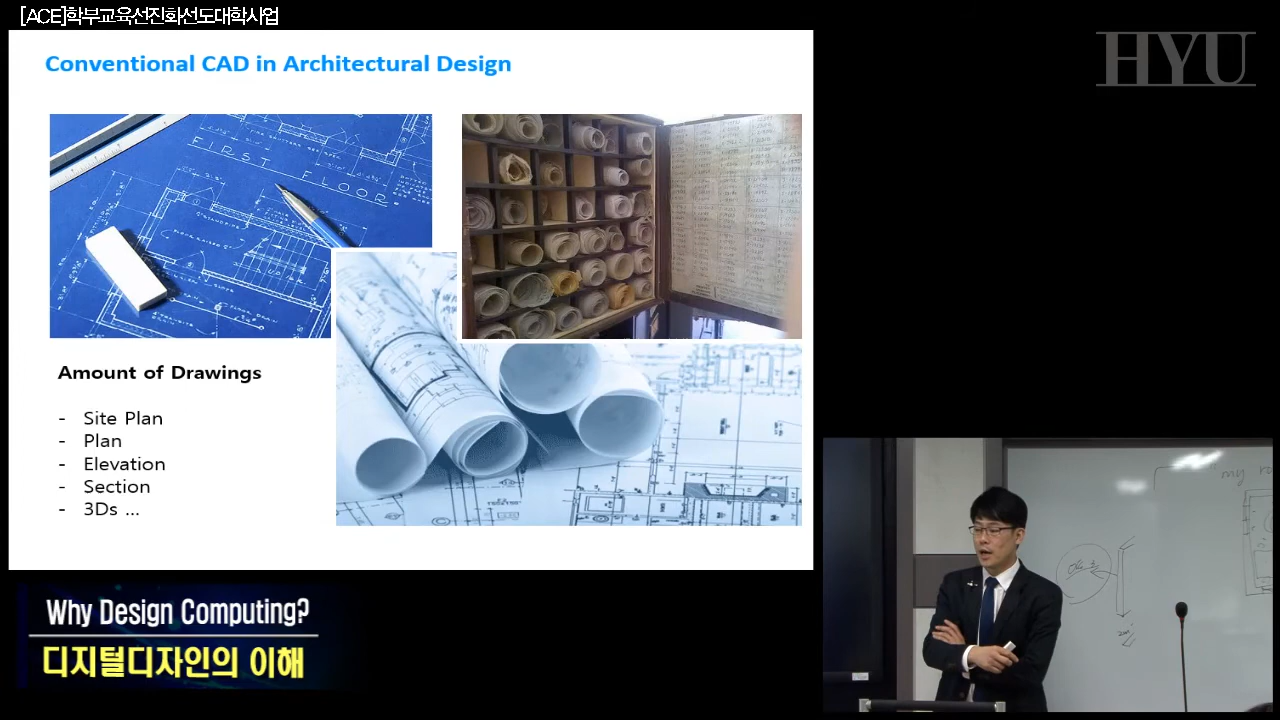 [ACE]학부교육선진화선도대학사업
HYU
Conventional CAD in Architectural Design
FIRST
FLOOR
Amount of Drawings
- Site Plan
- Plan
- Elevation
- Section
- 3Ds ...
my
Why Design Computing?
디지털디자인의 이해